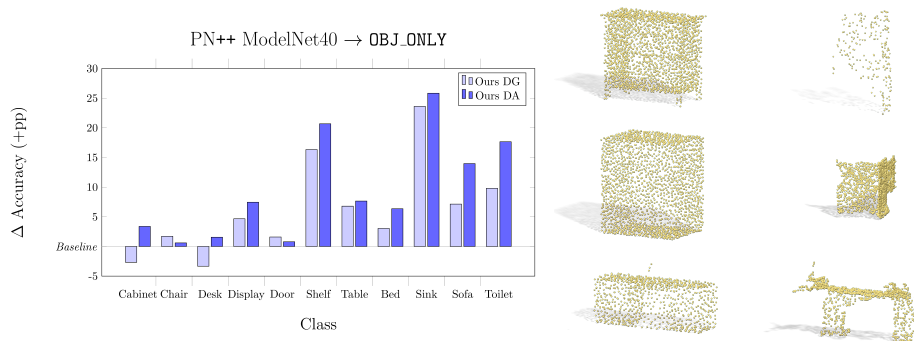 PN++ ModelNet40 → OBJ_ONLY
Δ Accuracy (+pp)
30
25
20
15
10
5
Baseline
-5
Ours DG
Ours DA
Cabinet Chair Desk Display Door Shelf Table Bed Sink Sofa Toilet
Class